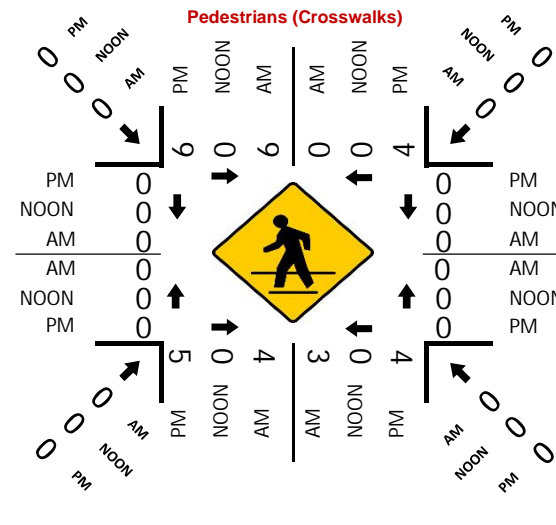 Pedestrians (Crosswalks)
PM NOON AM
0 0 0
PM NOON AM
AM NOON PM
PM NOON AM
0 0 0
9 0 9
0 0 4
PM 0
NOON 0
AM 0
AM 0
NOON 0
PM 0
0 PM
0 NOON
0 AM
0 AM
0 NOON
0 PM
5 0 4
3 0 4
PM NOON AM
AM NOON PM
0 0 0
AM NOON PM
0 0 0
AM NOON PM